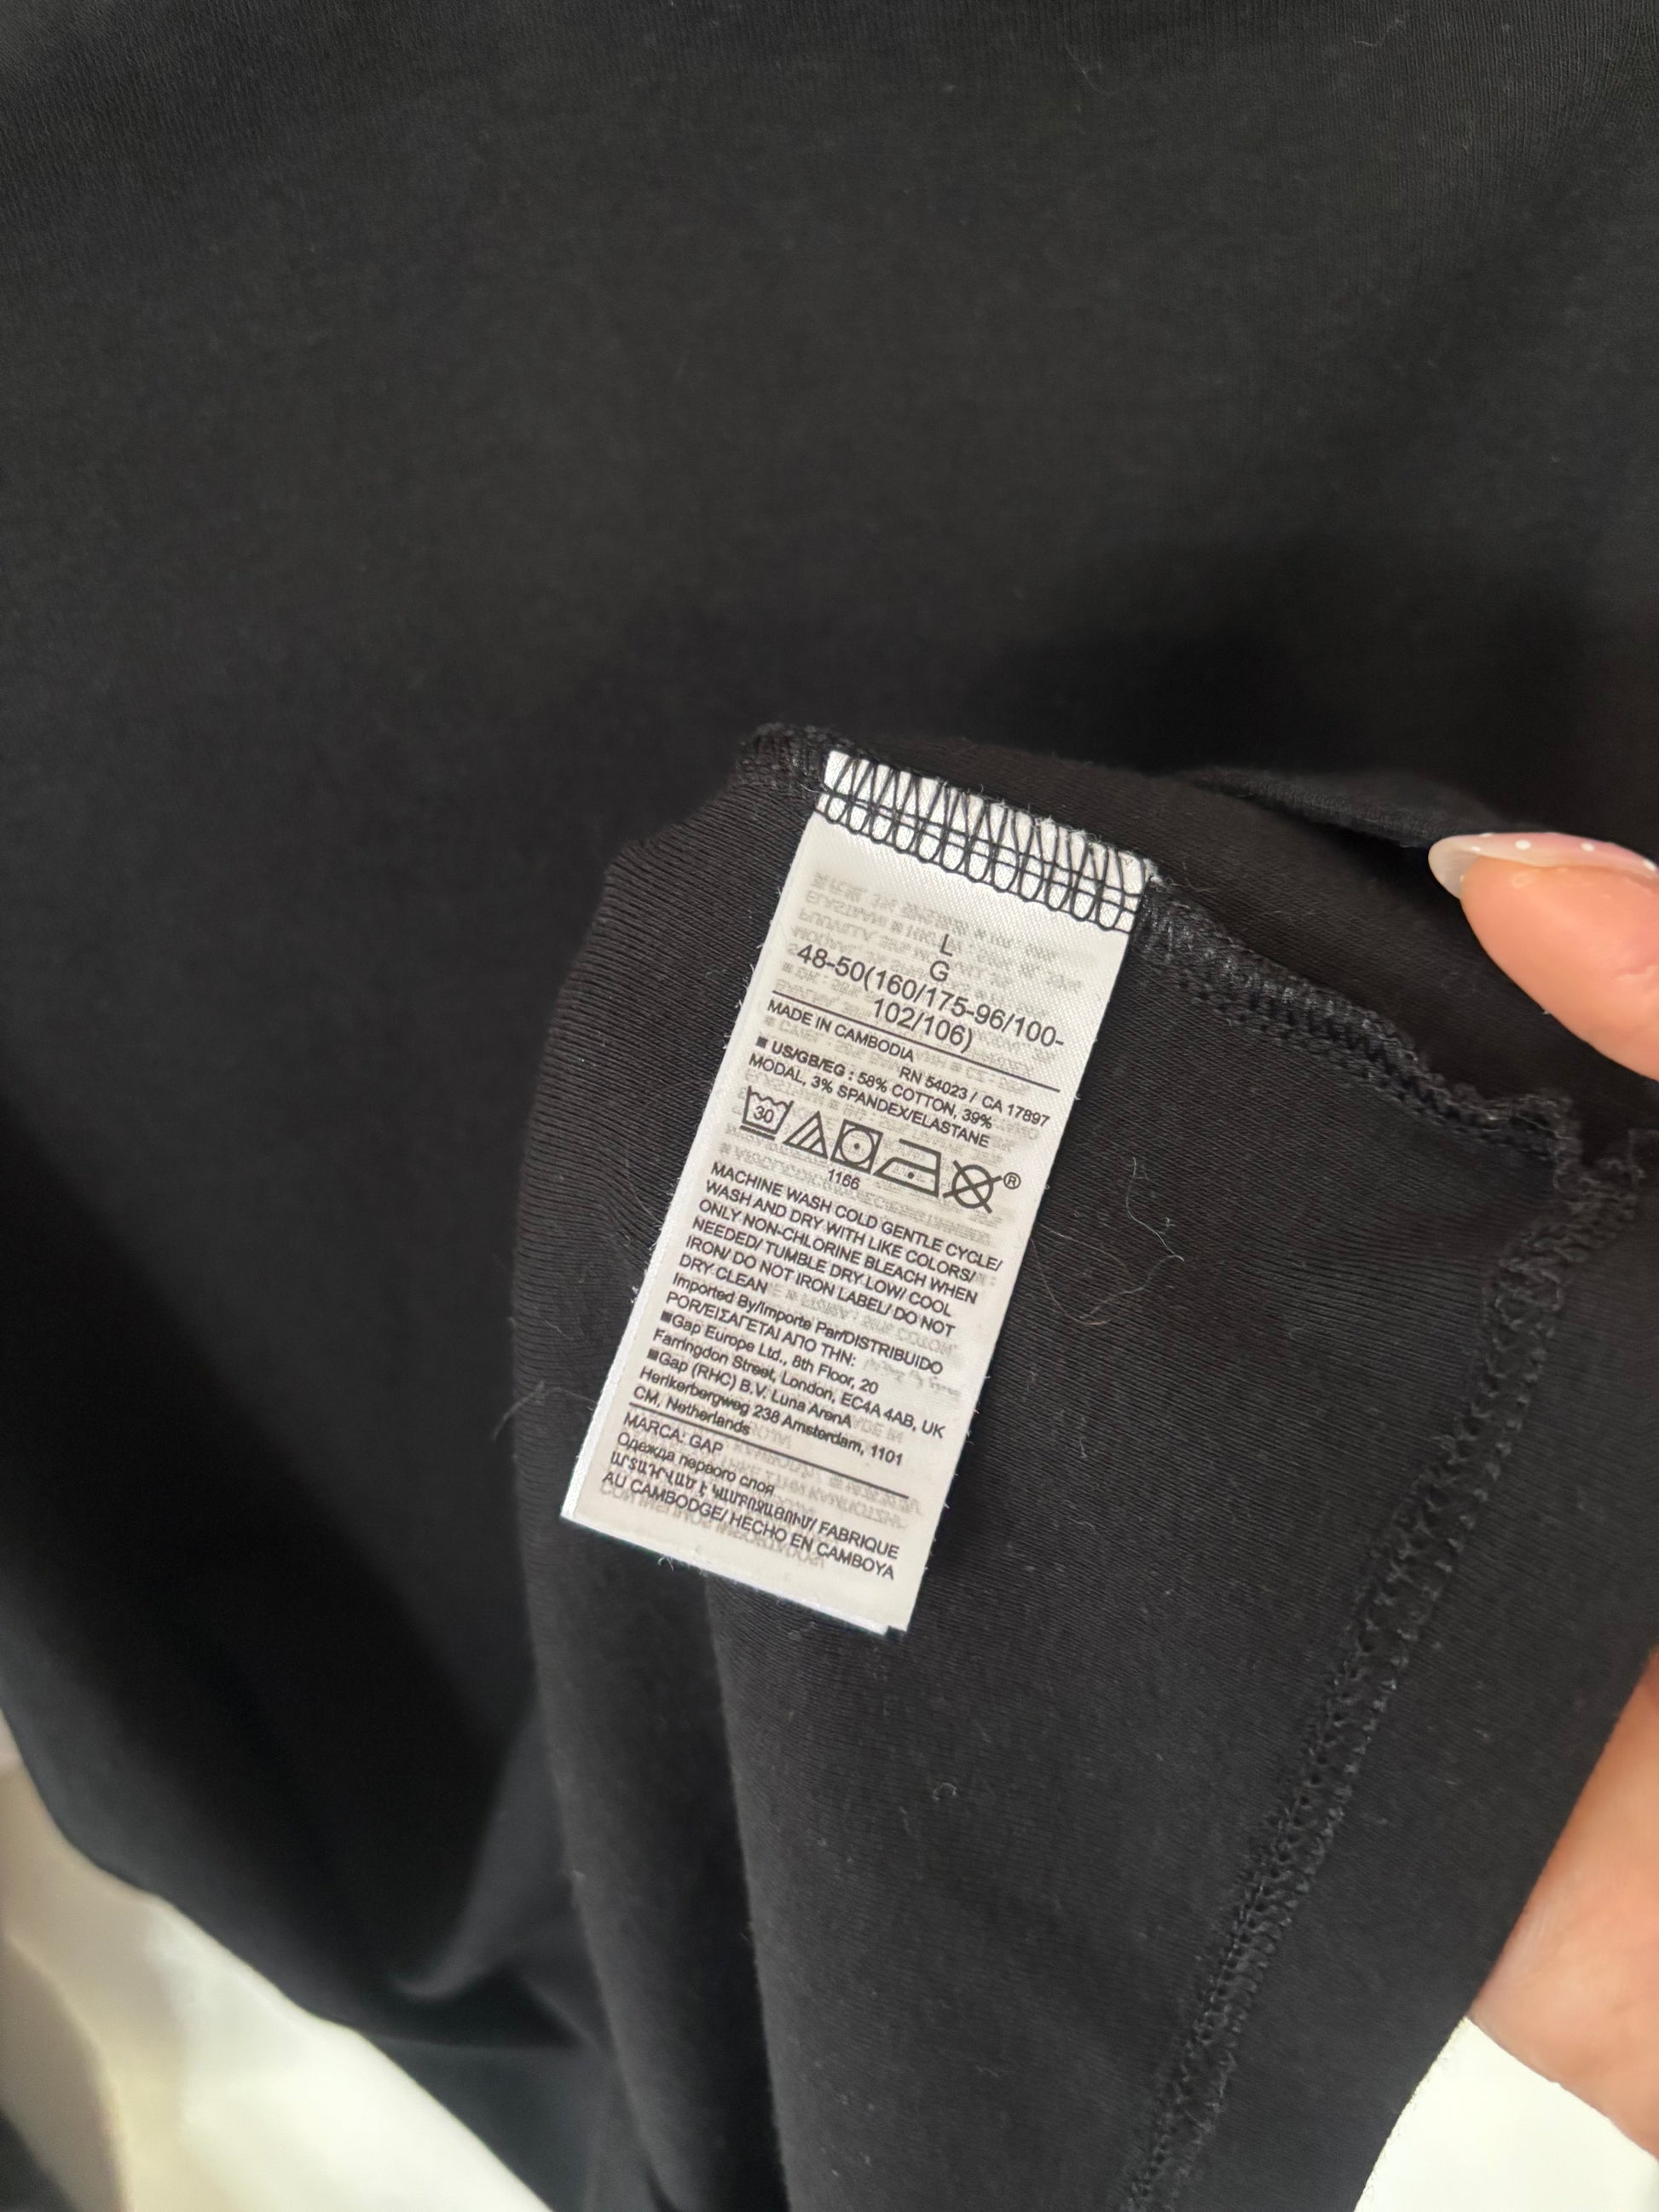 L
G
48-50(160/175-96/100-
102/106)
MADE IN CAMBODIA
RN 54023 / CA 17897
■ US/GB/EG : 58% COTTON, 39%
MODAL, 3% SPANDEX/ELASTANE
30
®
1166
MACHINE WASH COLD GENTLE CYCLE/
WASH AND DRY WITH LIKE COLORS/
ONLY NON-CHLORINE BLEACH WHEN
NEEDED/ TUMBLE DRY LOW/ COOL
IRON/ DO NOT IRON LABEL/ DO NOT
DRY CLEAN
Imported By/Importe Par/DISTRIBUIDO
POR/ΕΙΣΑΓΕΤΑΙ ΑΠΟ ΤΗΝ:
■Gap Europe Ltd., 8th Floor, 20
Farringdon Street, London, EC4A 4AB, UK
■Gap (RHC) B.V. Luna ArenA
Herikerbergweg 238 Amsterdam, 1101
CM, Netherlands
MARCA: GAP
Одежда первого слоя
ԱՐՏԱԴՐՎԱԾ Է ԿԱՄԲՈՋԱՅՈՒՄ/ FABRIQUE
AU CAMBODGE/ HECHO EN CAMBOYA